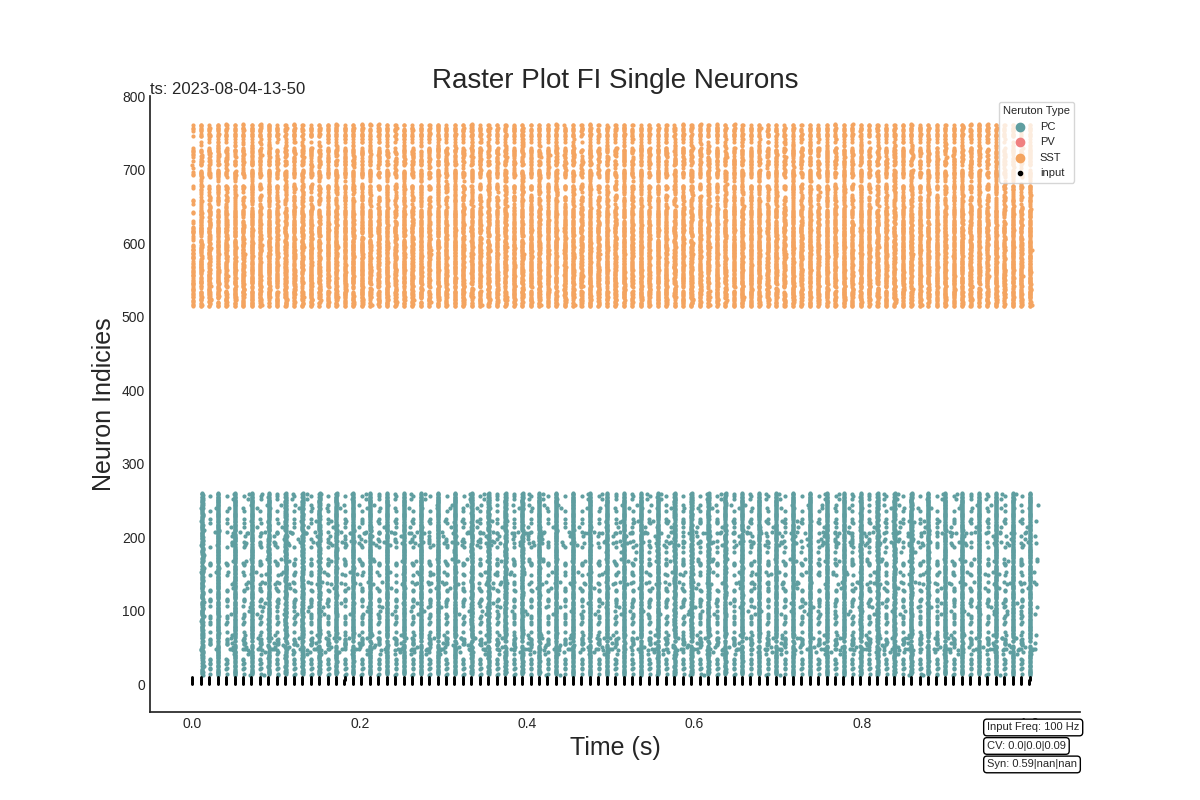 Raster Plot FI Single Neurons
ts: 2023-08-04-13-50
800
700
600
500
400
300
200
100
0
Neuron Indicies
Neruton Type
PC
PV
SST
input
0.0
0.2
0.4
0.6
0.8
Time (s)
Input Freq: 100 Hz
CV: 0.0|0.0|0.09
Syn: 0.59|nan|nan